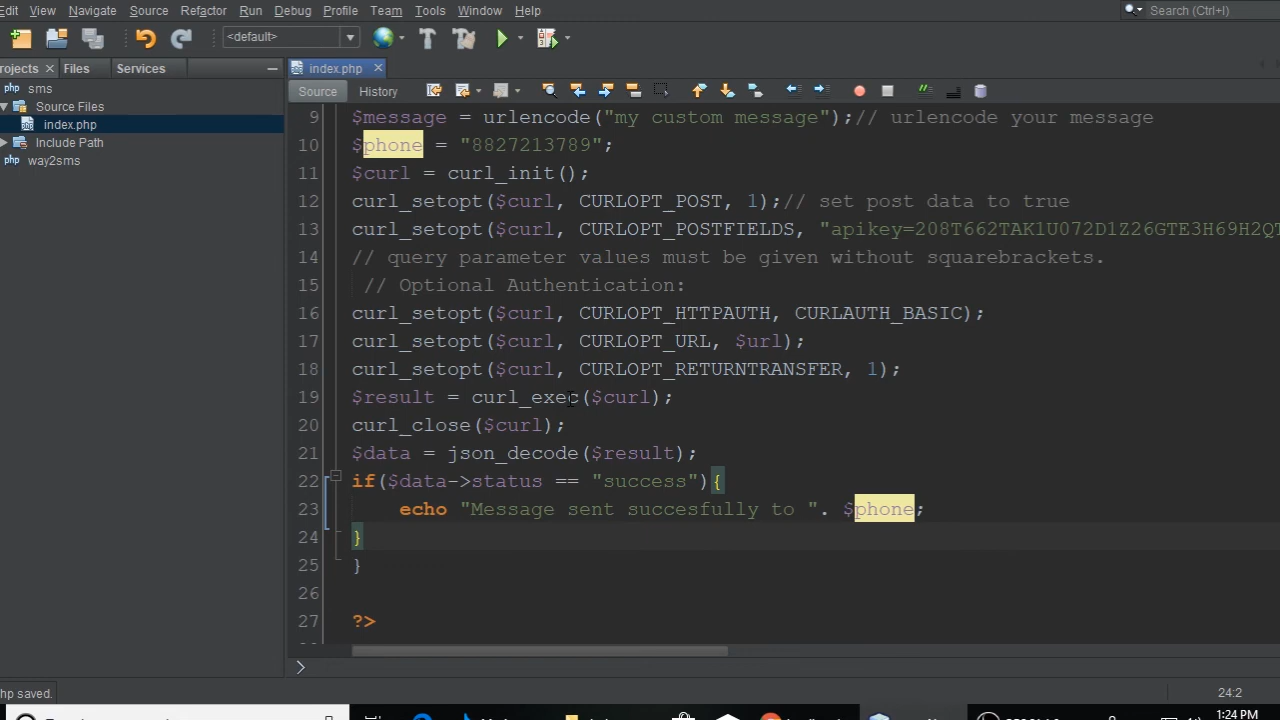 Edit View Navigate Source Refactor Run Debug Profile Team Tools Window Help Search (Ctrl+I)
<default>
rojects Files Services index.php
sms
Source Files
index.php
Include Path
way2sms
Source History
9 $message = urlencode("my custom message");// urlencode your message
10 $phone = "8827213789";
11 $curl = curl_init();
12 curl_setopt($curl, CURLOPT_POST, 1);// set post data to true
13 curl_setopt($curl, CURLOPT_POSTFIELDS, "apikey=208T662TAK1U072D1Z26GTE3H69H2QT
14 // query parameter values must be given without squarebrackets.
15 // Optional Authentication:
16 curl_setopt($curl, CURLOPT_HTTPAUTH, CURLAUTH_BASIC);
17 curl_setopt($curl, CURLOPT_URL, $url);
18 curl_setopt($curl, CURLOPT_RETURNTRANSFER, 1);
19 $result = curl_exec($curl);
20 curl_close($curl);
21 $data = json_decode($result);
22 if($data->status == "success"){
23 echo "Message sent succesfully to ". $phone;
24 }
25 }
26
27 ?>
hp saved. 24:2
1:24 PM